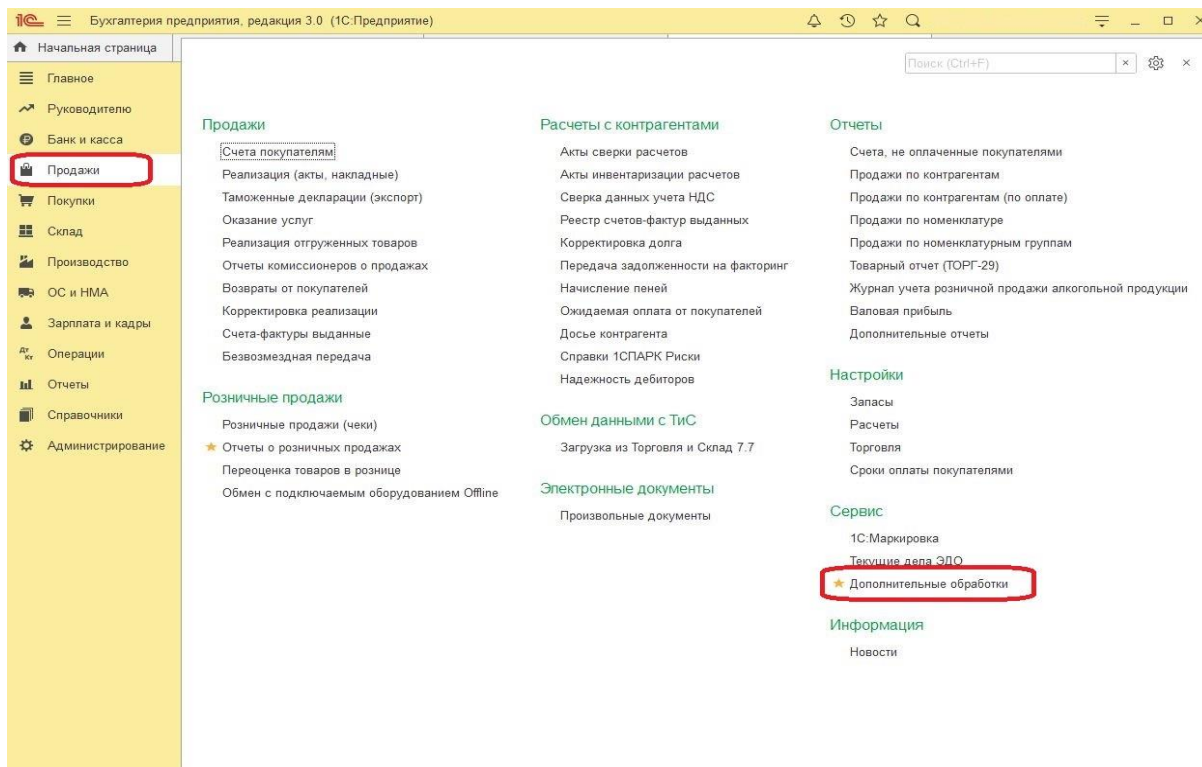 1С Бухгалтерия предприятия, редакция 3.0 (1С:Предприятие)
Начальная страница
Поиск (Ctrl+F)
Главное
Руководителю
Банк и касса
Продажи
Покупки
Склад
Производство
ОС и НМА
Зарплата и кадры
Дт Кт Операции
Отчеты
Справочники
Администрирование
Продажи
Счета покупателям
Реализация (акты, накладные)
Таможенные декларации (экспорт)
Оказание услуг
Реализация отгруженных товаров
Отчеты комиссионеров о продажах
Возвраты от покупателей
Корректировка реализации
Счета-фактуры выданные
Безвозмездная передача
Розничные продажи
Розничные продажи (чеки)
Отчеты о розничных продажах
Переоценка товаров в рознице
Обмен с подключаемым оборудованием Offline
Расчеты с контрагентами
Акты сверки расчетов
Акты инвентаризации расчетов
Сверка данных учета НДС
Реестр счетов-фактур выданных
Корректировка долга
Передача задолженности на факторинг
Начисление пеней
Ожидаемая оплата от покупателей
Досье контрагента
Справки 1СПАРК Риски
Надежность дебиторов
Обмен данными с ТиС
Загрузка из Торговля и Склад 7.7
Электронные документы
Произвольные документы
Отчеты
Счета, не оплаченные покупателями
Продажи по контрагентам
Продажи по контрагентам (по оплате)
Продажи по номенклатуре
Продажи по номенклатурным группам
Товарный отчет (ТОРГ-29)
Журнал учета розничной продажи алкогольной продукции
Валовая прибыль
Дополнительные отчеты
Настройки
Запасы
Расчеты
Торговля
Сроки оплаты покупателями
Сервис
1С:Маркировка
Текущие дела ЭДО
Дополнительные обработки
Информация
Новости